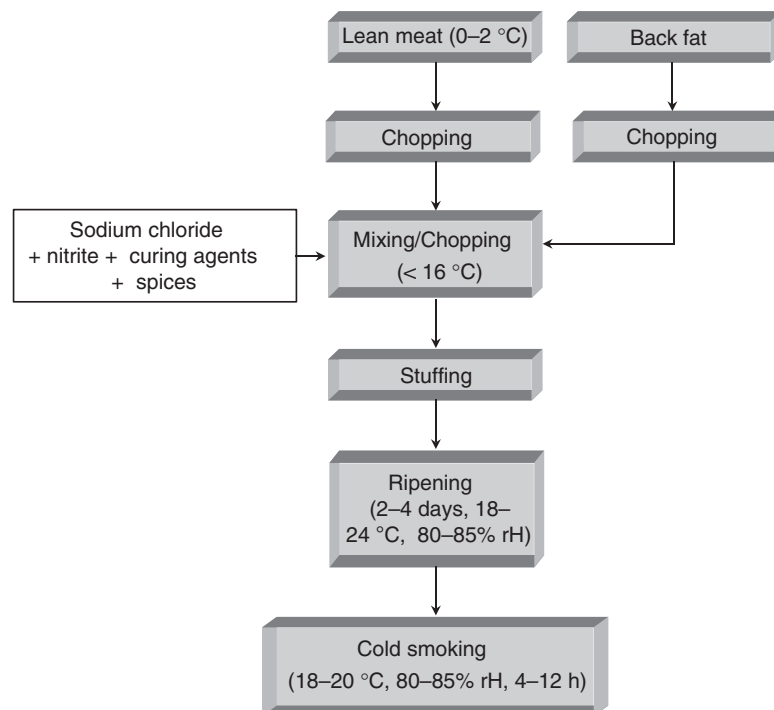 Lean meat (0–2 °C)
Back fat
Chopping
Chopping
Sodium chloride
+ nitrite + curing agents
+ spices
Mixing/Chopping
(< 16 °C)
Stuffing
Ripening
(2–4 days, 18–
24 °C, 80–85% rH)
Cold smoking
(18–20 °C, 80–85% rH, 4–12 h)